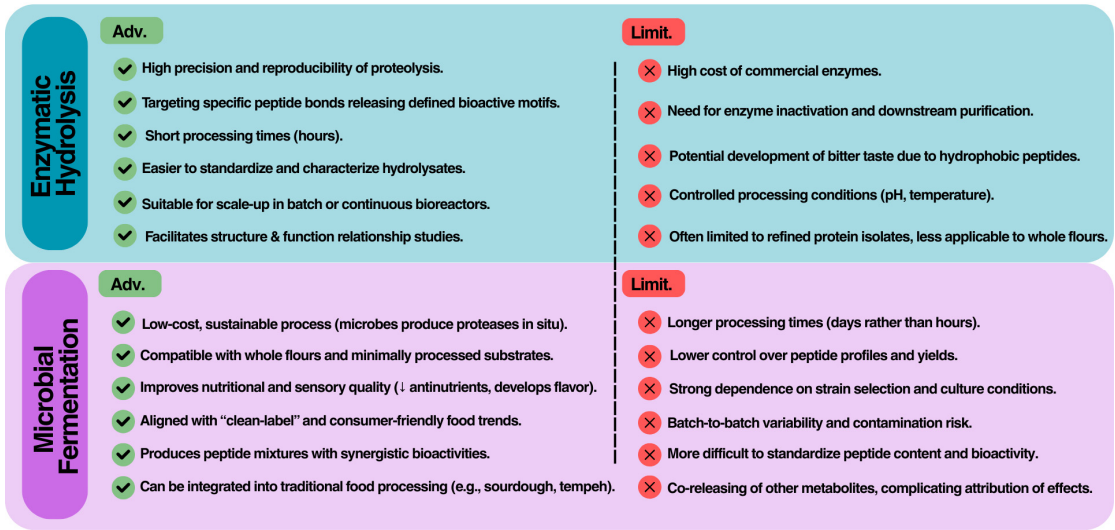 Enzymatic
Hydrolysis
Adv.
High precision and reproducibility of proteolysis.
Targeting specific peptide bonds releasing defined bioactive motifs.
Short processing times (hours).
Easier to standardize and characterize hydrolysates.
Suitable for scale-up in batch or continuous bioreactors.
Facilitates structure & function relationship studies.
Limit.
High cost of commercial enzymes.
Need for enzyme inactivation and downstream purification.
Potential development of bitter taste due to hydrophobic peptides.
Controlled processing conditions (pH, temperature).
Often limited to refined protein isolates, less applicable to whole flours.
Microbial
Fermentation
Adv.
Low-cost, sustainable process (microbes produce proteases in situ).
Compatible with whole flours and minimally processed substrates.
Improves nutritional and sensory quality (↓ antinutrients, develops flavor).
Aligned with “clean-label” and consumer-friendly food trends.
Produces peptide mixtures with synergistic bioactivities.
Can be integrated into traditional food processing (e.g., sourdough, tempeh).
Limit.
Longer processing times (days rather than hours).
Lower control over peptide profiles and yields.
Strong dependence on strain selection and culture conditions.
Batch-to-batch variability and contamination risk.
More difficult to standardize peptide content and bioactivity.
Co-releasing of other metabolites, complicating attribution of effects.